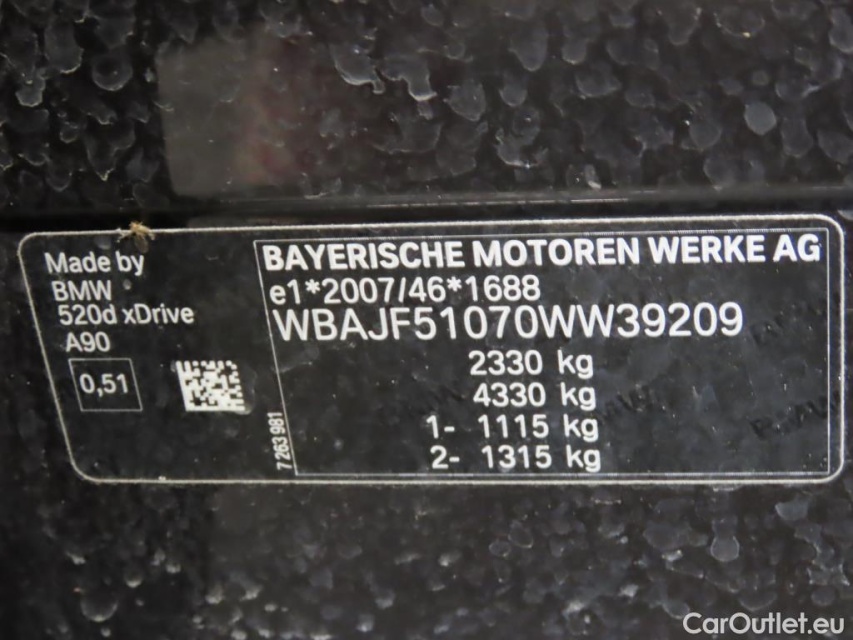 Made by
BMW
520d xDrive
A90
0,51
7 263 981
BAYERISCHE MOTOREN WERKE AG
e1*2007/46*1688
WBAJF51070WW39209
2330 kg
4330 kg
1- 1115 kg
2- 1315 kg
CarOutlet.eu